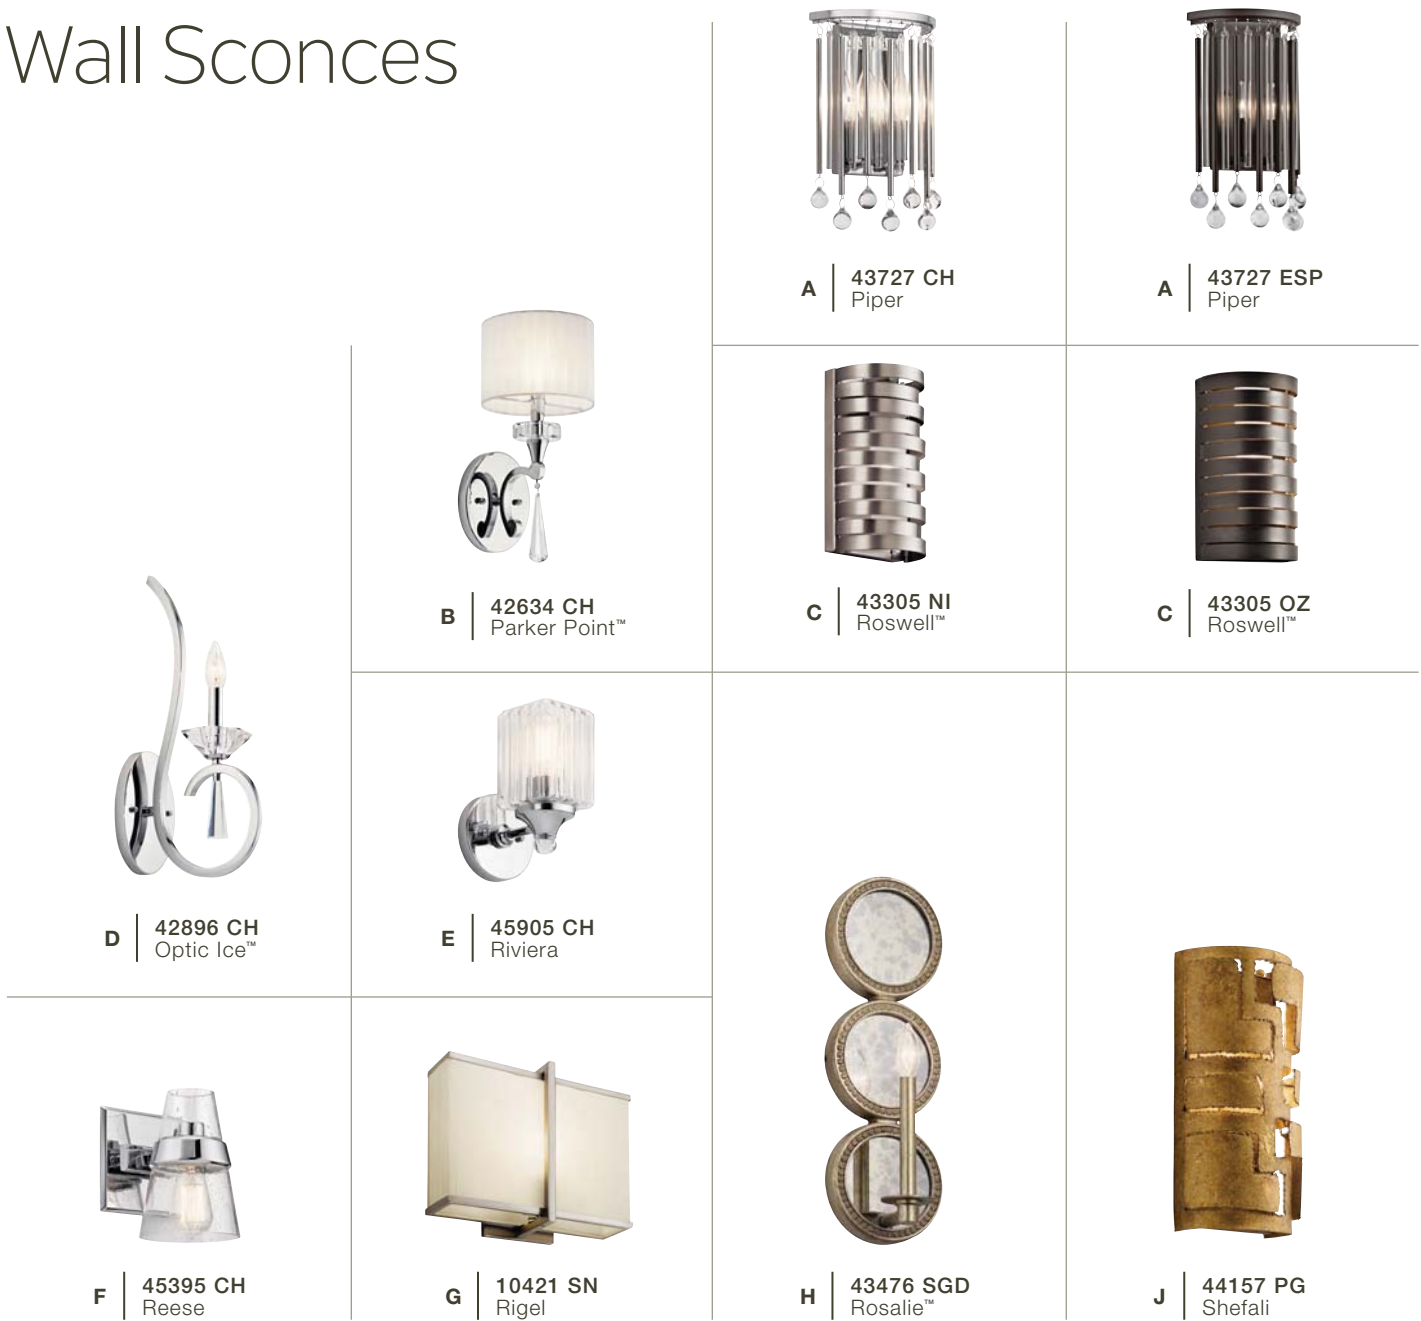 Wall Sconces
A
43727 CH
Piper
A
43727 ESP
Piper
B
42634 CH
Parker Point™
C
43305 NI
Roswell™
C
43305 OZ
Roswell™
D
42896 CH
Optic Ice™
E
45905 CH
Riviera
F
45395 CH
Reese
G
10421 SN
Rigel
H
43476 SGD
Rosalie™
J
44157 PG
Shefali